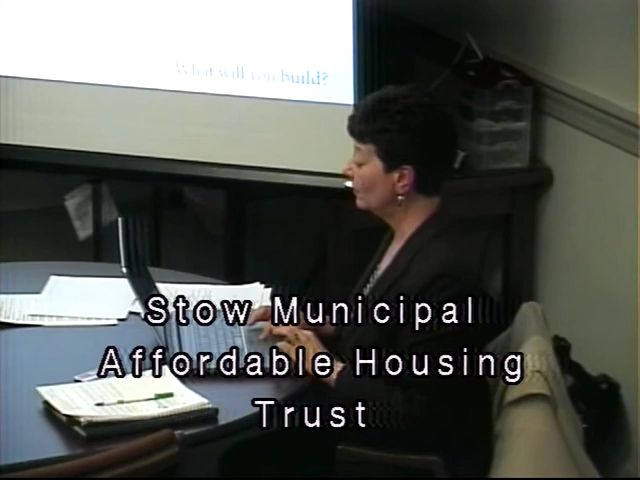 What will you build?
Stow Municipal
Affordable Housing
Trust